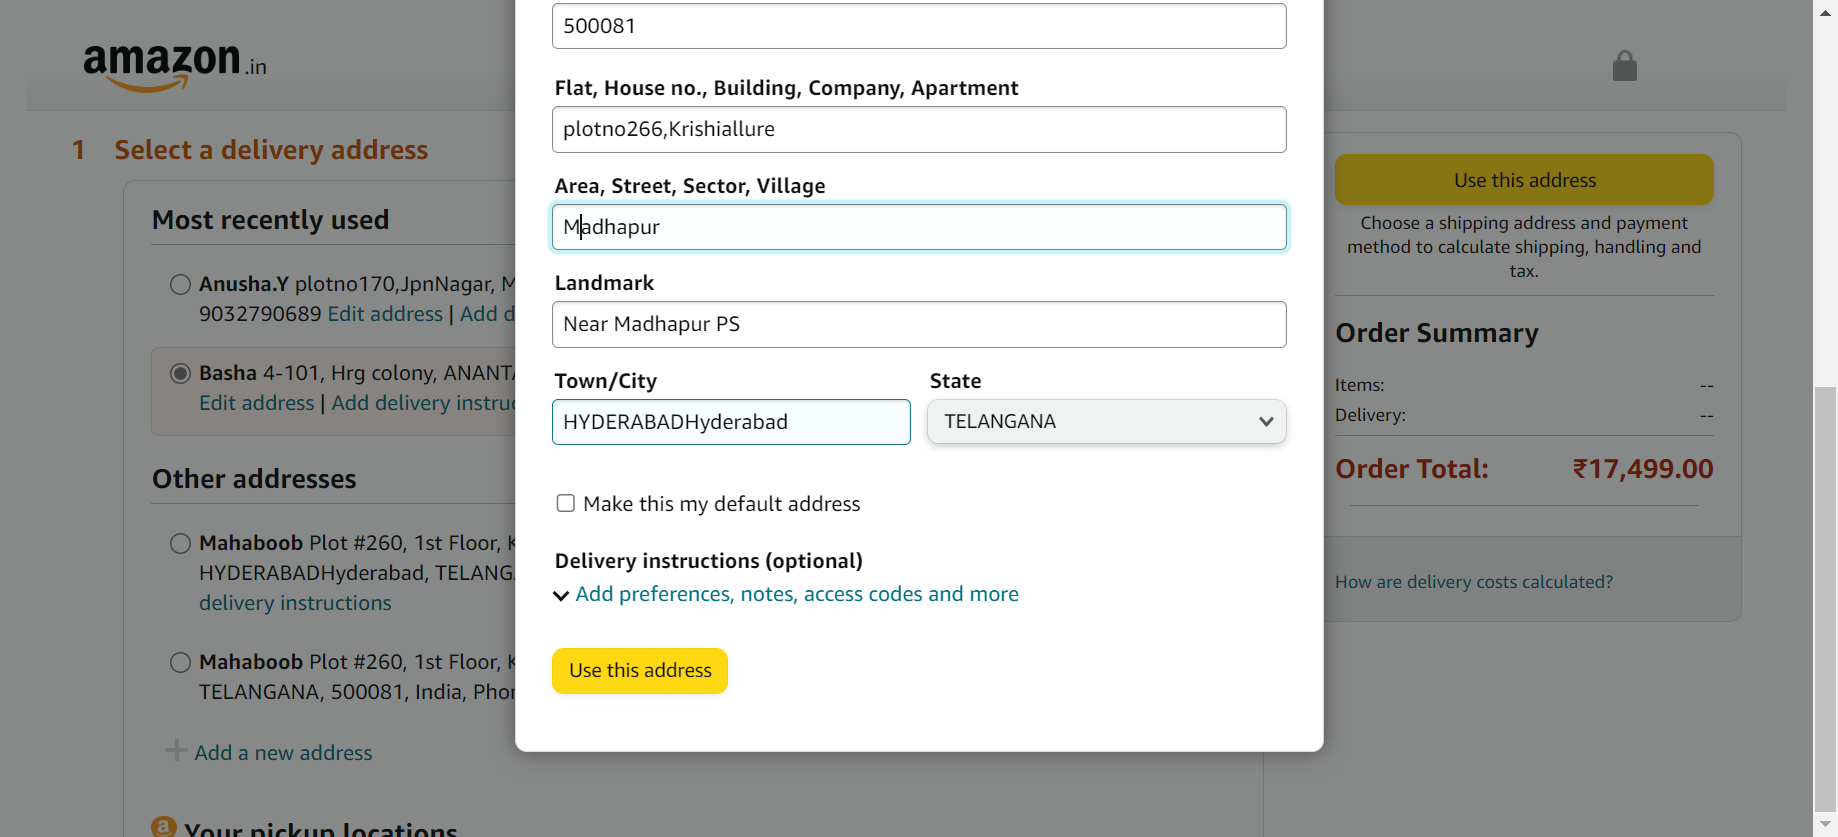 amazon.in
1 Select a delivery address
Most recently used
Anusha.Y plotno170,JpnNagar, M
9032790689 Edit address | Add d
Basha 4-101, Hrg colony, ANANTA
Edit address | Add delivery instruc
Other addresses
Mahaboob Plot #260, 1st Floor, K
HYDERABADHyderabad, TELANG
delivery instructions
Mahaboob Plot #260, 1st Floor, K
TELANGANA, 500081, India, Phon
Add a new address
a Your pickup locations
500081
Flat, House no., Building, Company, Apartment
plotno266,Krishiallure
Area, Street, Sector, Village
Madhapur
Landmark
Near Madhapur PS
Town/City State
HYDERABADHyderabad TELANGANA
Make this my default address
Delivery instructions (optional)
Add preferences, notes, access codes and more
Use this address
Use this address
Choose a shipping address and payment
method to calculate shipping, handling and
tax.
Order Summary
Items: --
Delivery: --
Order Total: ₹17,499.00
How are delivery costs calculated?